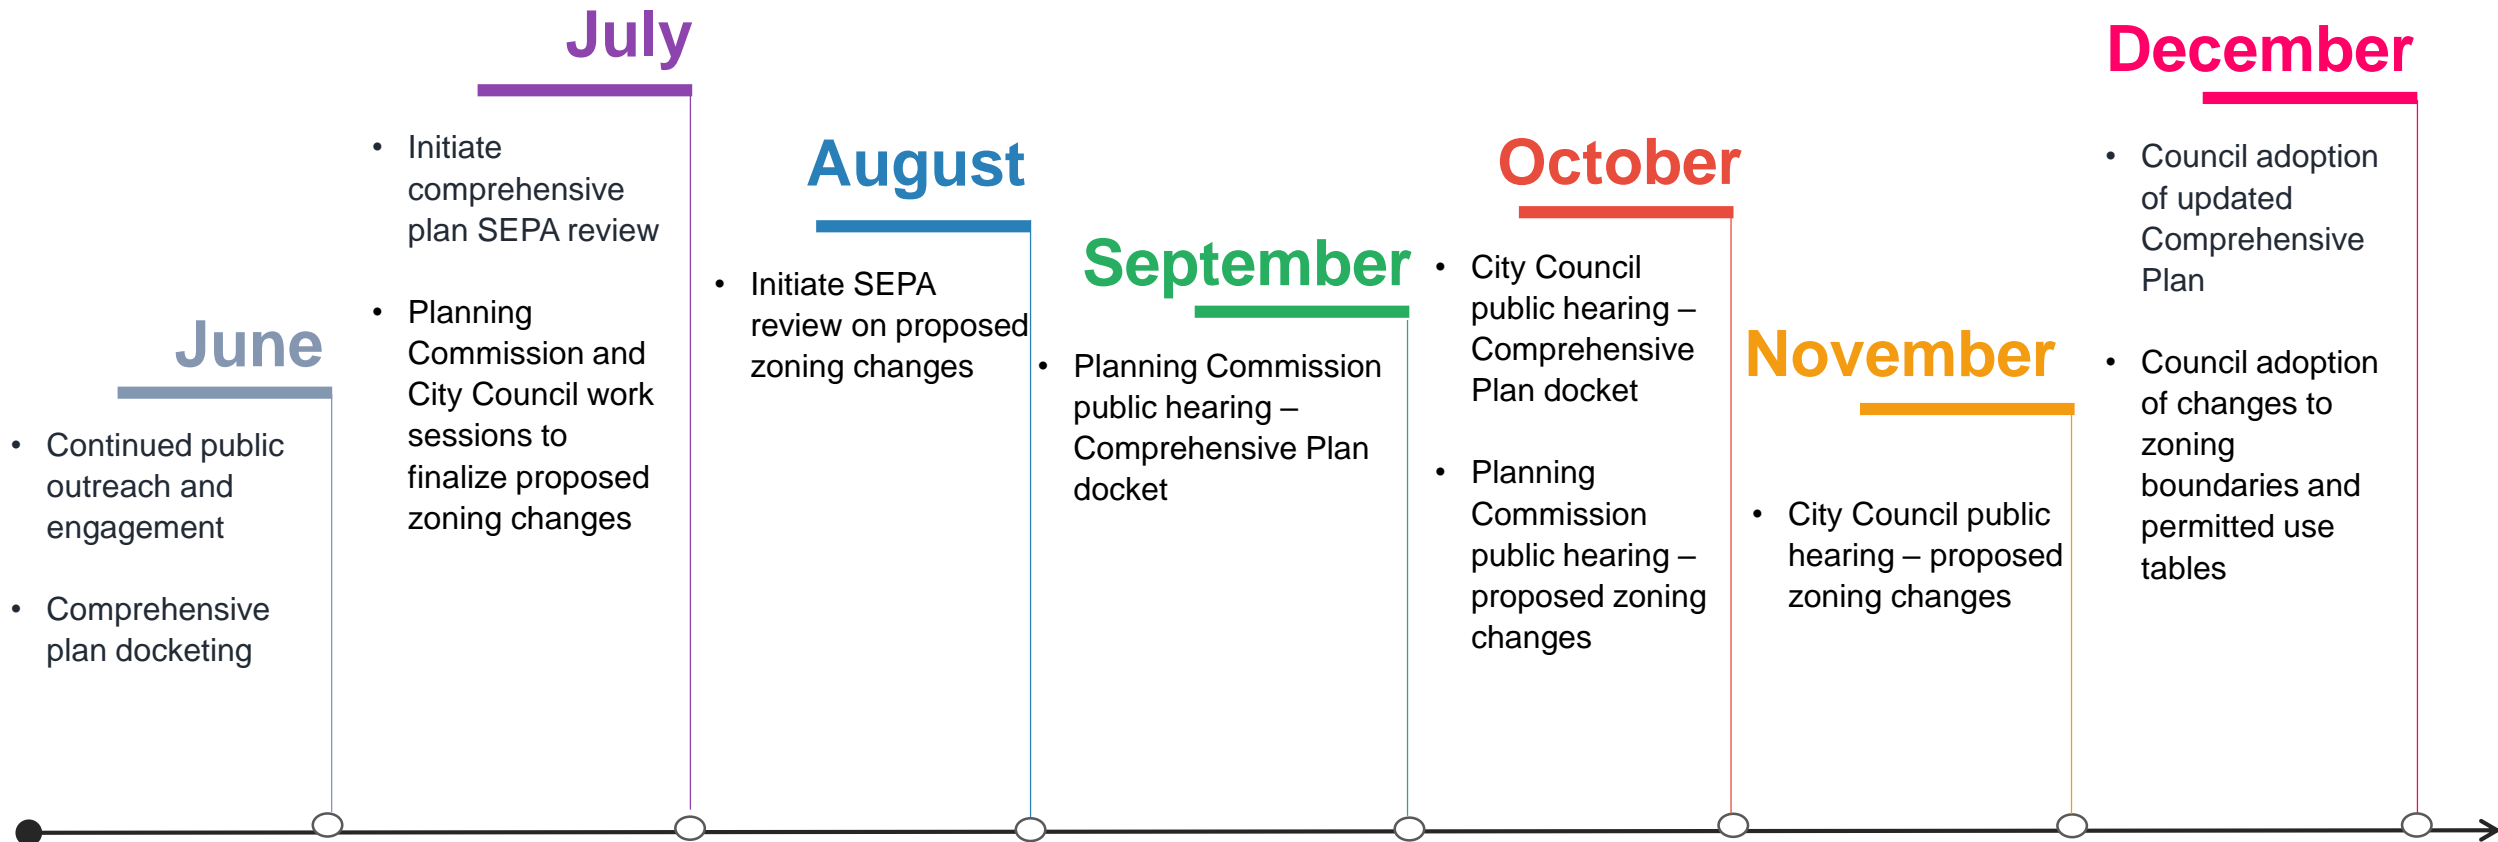 June
• Continued public
outreach and
engagement
• Comprehensive
plan docketing
July
• Initiate
comprehensive
plan SEPA review
• Planning
Commission and
City Council work
sessions to
finalize proposed
zoning changes
August
• Initiate SEPA
review on proposed
zoning changes
September
• Planning Commission
public hearing –
Comprehensive Plan
docket
October
• City Council
public hearing –
Comprehensive
Plan docket
• Planning
Commission
public hearing –
proposed zoning
changes
November
• City Council public
hearing – proposed
zoning changes
December
• Council adoption
of updated
Comprehensive
Plan
• Council adoption
of changes to
zoning
boundaries and
permitted use
tables